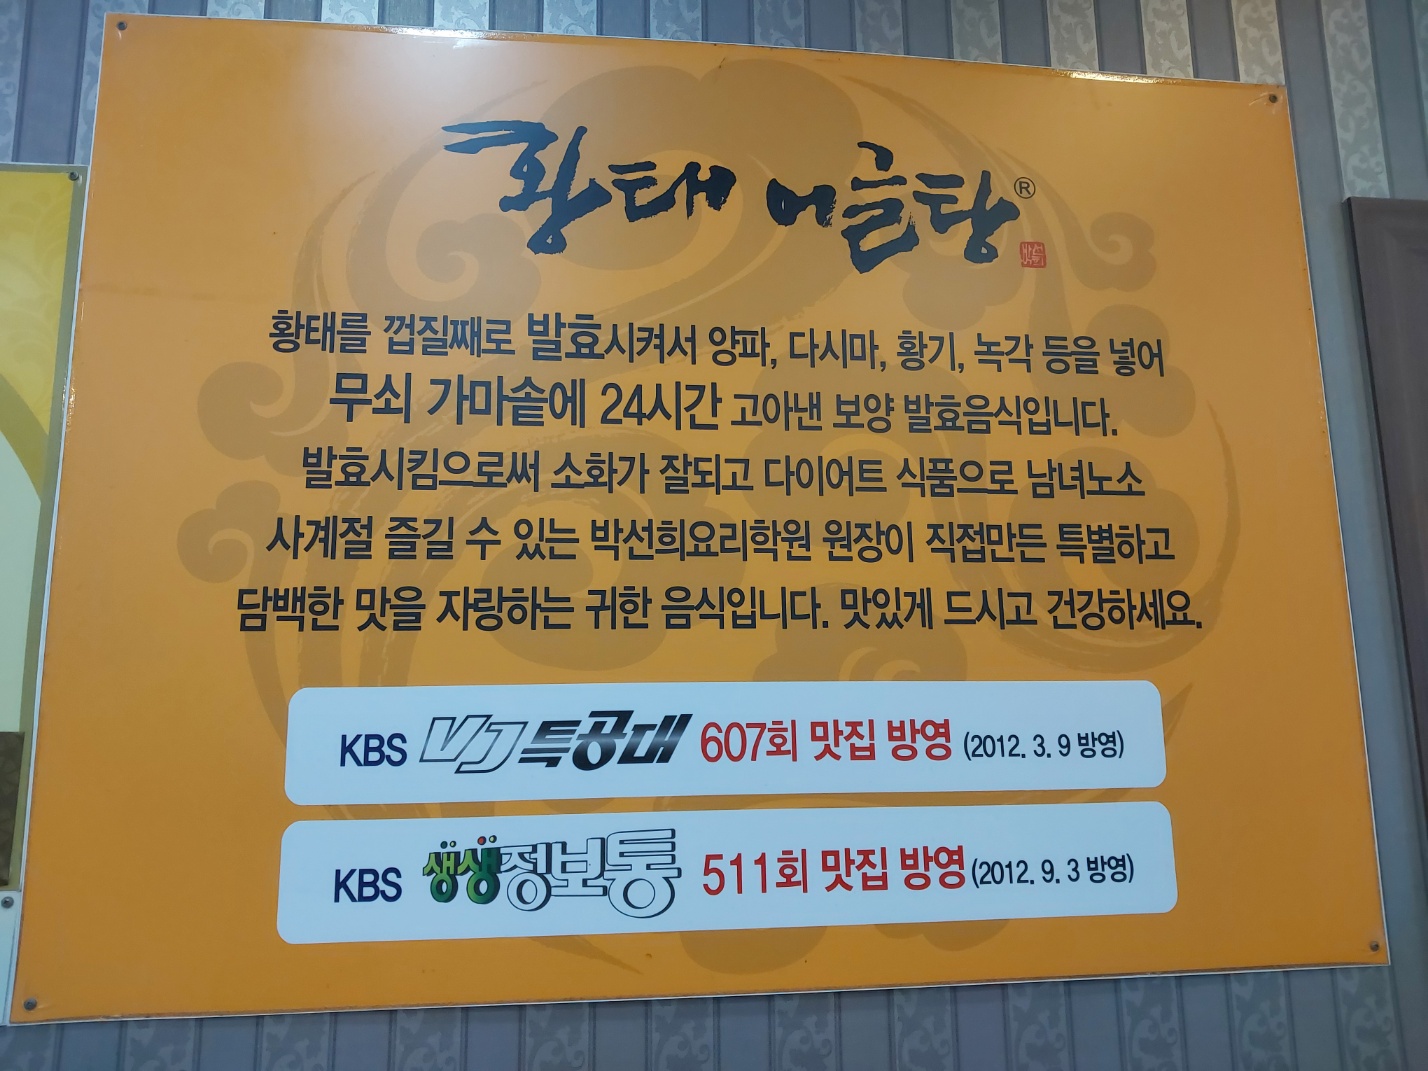 황태 어글탕®
황태를 껍질째로 발효시켜서 양파, 다시마, 황기, 녹각 등을 넣어
무쇠 가마솥에 24시간 고아낸 보양 발효음식입니다.
발효시킴으로써 소화가 잘되고 다이어트 식품으로 남녀노소
사계절 즐길 수 있는 박선희요리학원 원장이 직접만든 특별하고
담백한 맛을 자랑하는 귀한 음식입니다. 맛있게 드시고 건강하세요.
KBS VJ특공대 607회 맛집 방영 (2012. 3. 9 방영)
KBS 생생정보통 511회 맛집 방영 (2012. 9. 3 방영)